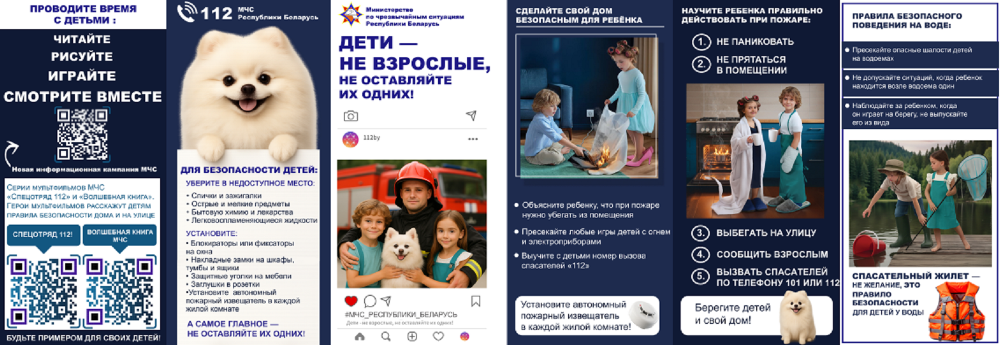 ПРОВОДИТЕ ВРЕМЯ
С ДЕТЬМИ :
ЧИТАЙТЕ
РИСУЙТЕ
ИГРАЙТЕ
СМОТРИТЕ ВМЕСТЕ
Новая информационная кампания МЧС
Серии мультфильмов МЧС
«Спецотряд 112» и «Волшебная книга».
Герои мультфильмов расскажут детям
правила безопасности дома и на улице
СПЕЦОТРЯД 112!
ВОЛШЕБНАЯ КНИГА
МЧС
БУДЬТЕ ПРИМЕРОМ ДЛЯ СВОИХ ДЕТЕЙ!
112 МЧС
Республики Беларусь
ДЛЯ БЕЗОПАСНОСТИ ДЕТЕЙ:
УБЕРИТЕ В НЕДОСТУПНОЕ МЕСТО:
• Спички и зажигалки
• Острые и мелкие предметы
• Бытовую химию и лекарства
• Легковоспламеняющиеся жидкости
УСТАНОВИТЕ:
• Блокираторы или фиксаторы
на окна
• Накладные замки на шкафы,
тумбы и ящики
• Защитные уголки на мебели
• Заглушки в розетки
•Установите автономный
пожарный извещатель в каждой
жилой комнате
А САМОЕ ГЛАВНОЕ —
НЕ ОСТАВЛЯЙТЕ ИХ ОДНИХ!
Министерство
по чрезвычайным ситуациям
Республики Беларусь
ДЕТИ —
НЕ ВЗРОСЛЫЕ,
НЕ ОСТАВЛЯЙТЕ
ИХ ОДНИХ!
112by
#МЧС_РЕСПУБЛИКИ_БЕЛАРУСЬ
Дети - не взрослые, не оставляйте их одних!
СДЕЛАЙТЕ СВОЙ ДОМ
БЕЗОПАСНЫМ ДЛЯ РЕБЁНКА
• Объясните ребенку, что при пожаре
нужно убегать из помещения
• Пресекайте любые игры детей с огнем
и электроприборами
• Выучите с детьми номер вызова
спасателей «112»
Установите автономный
пожарный извещатель
в каждой жилой комнате!
НАУЧИТЕ РЕБЕНКА ПРАВИЛЬНО
ДЕЙСТВОВАТЬ ПРИ ПОЖАРЕ:
1. НЕ ПАНИКОВАТЬ
2. НЕ ПРЯТАТЬСЯ
В ПОМЕЩЕНИИ
3. ВЫБЕГАТЬ НА УЛИЦУ
4. СООБЩИТЬ ВЗРОСЛЫМ
5. ВЫЗВАТЬ СПАСАТЕЛЕЙ
ПО ТЕЛЕФОНУ 101 ИЛИ 112
Берегите детей
и свой дом!
ПРАВИЛА БЕЗОПАСНОГО
ПОВЕДЕНИЯ НА ВОДЕ:
• Пресекайте опасные шалости детей
на водоемах
• Не допускайте ситуаций, когда ребенок
находится возле водоема один
• Наблюдайте за ребенком, когда
он играет на берегу, не выпускайте
его из вида
СПАСАТЕЛЬНЫЙ ЖИЛЕТ —
НЕ ЖЕЛАНИЕ, ЭТО
ПРАВИЛО
БЕЗОПАСНОСТИ
ДЛЯ ДЕТЕЙ У ВОДЫ